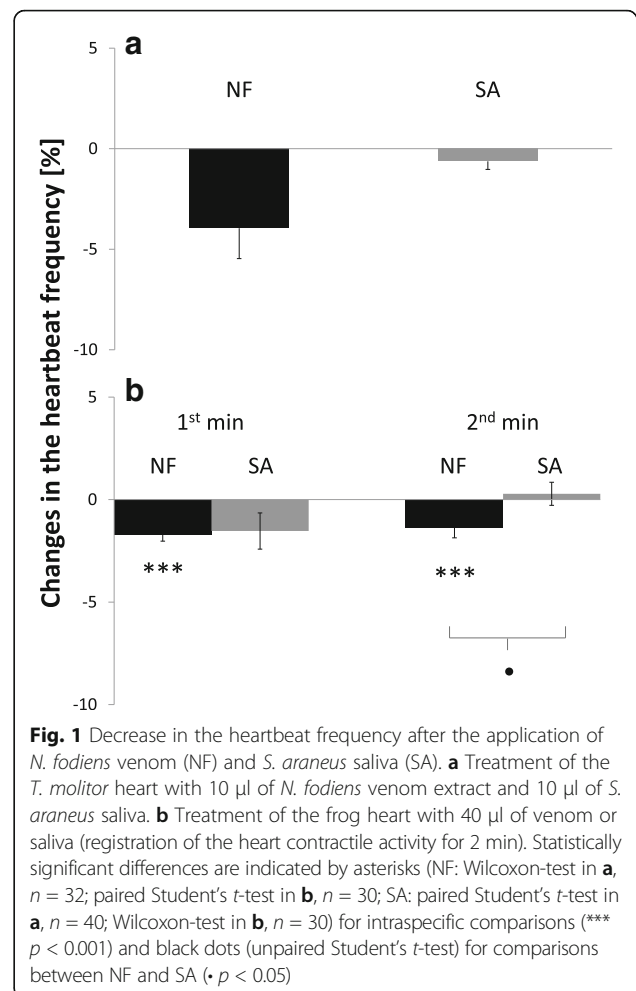 a
5
NF
SA
0
-5
-10
Changes in the heartbeat frequency [%]
b
5
1st min
2nd min
NF
SA
NF
SA
0
***
***
-5
•
-10
Fig. 1 Decrease in the heartbeat frequency after the application of
N. fodiens venom (NF) and S. araneus saliva (SA). a Treatment of the
T. molitor heart with 10 μl of N. fodiens venom extract and 10 μl of S.
araneus saliva. b Treatment of the frog heart with 40 μl of venom or
saliva (registration of the heart contractile activity for 2 min). Statistically
significant differences are indicated by asterisks (NF: Wilcoxon-test in a,
n = 32; paired Student's t-test in b, n = 30; SA: paired Student's t-test in
a, n = 40; Wilcoxon-test in b, n = 30) for intraspecific comparisons (***
p < 0.001) and black dots (unpaired Student's t-test) for comparisons
between NF and SA (• p < 0.05)